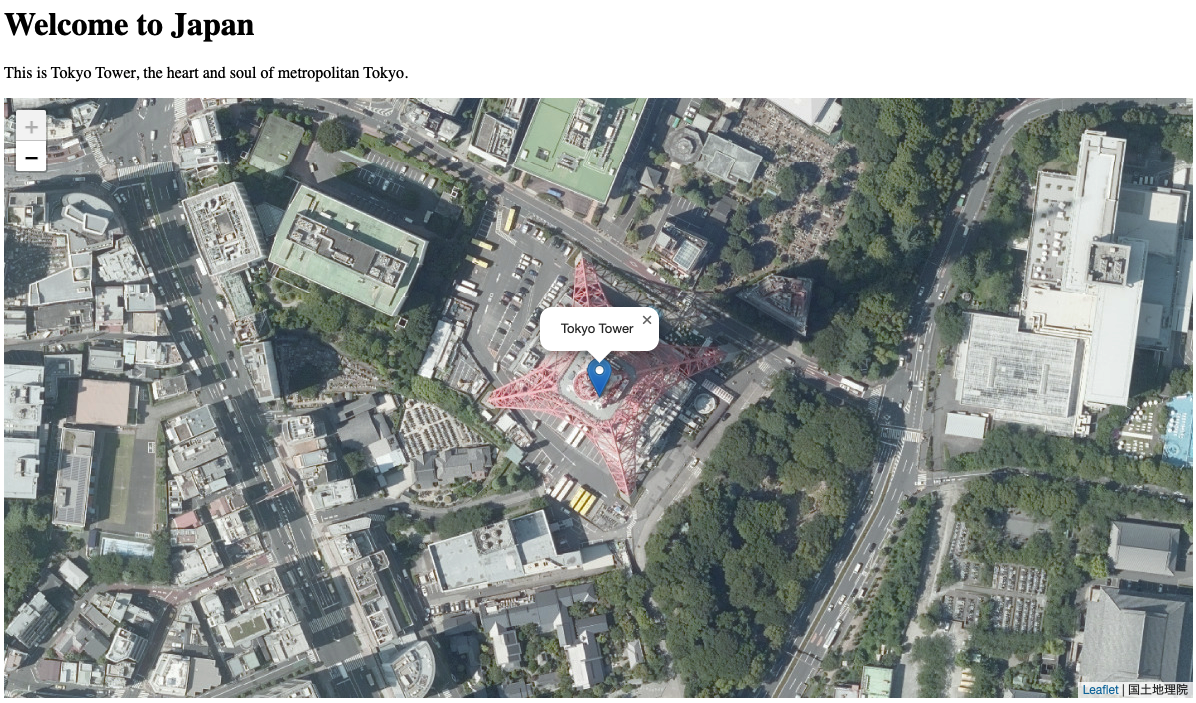 Welcome to Japan
This is Tokyo Tower, the heart and soul of metropolitan Tokyo.
+
−
Tokyo Tower ×
Leaflet | 国土地理院